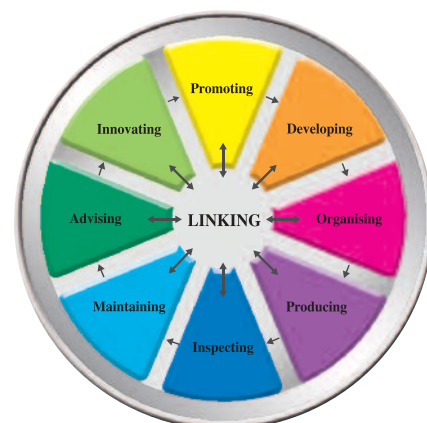 Promoting
Innovating
Developing
Advising
LINKING
Organising
Maintaining
Producing
Inspecting